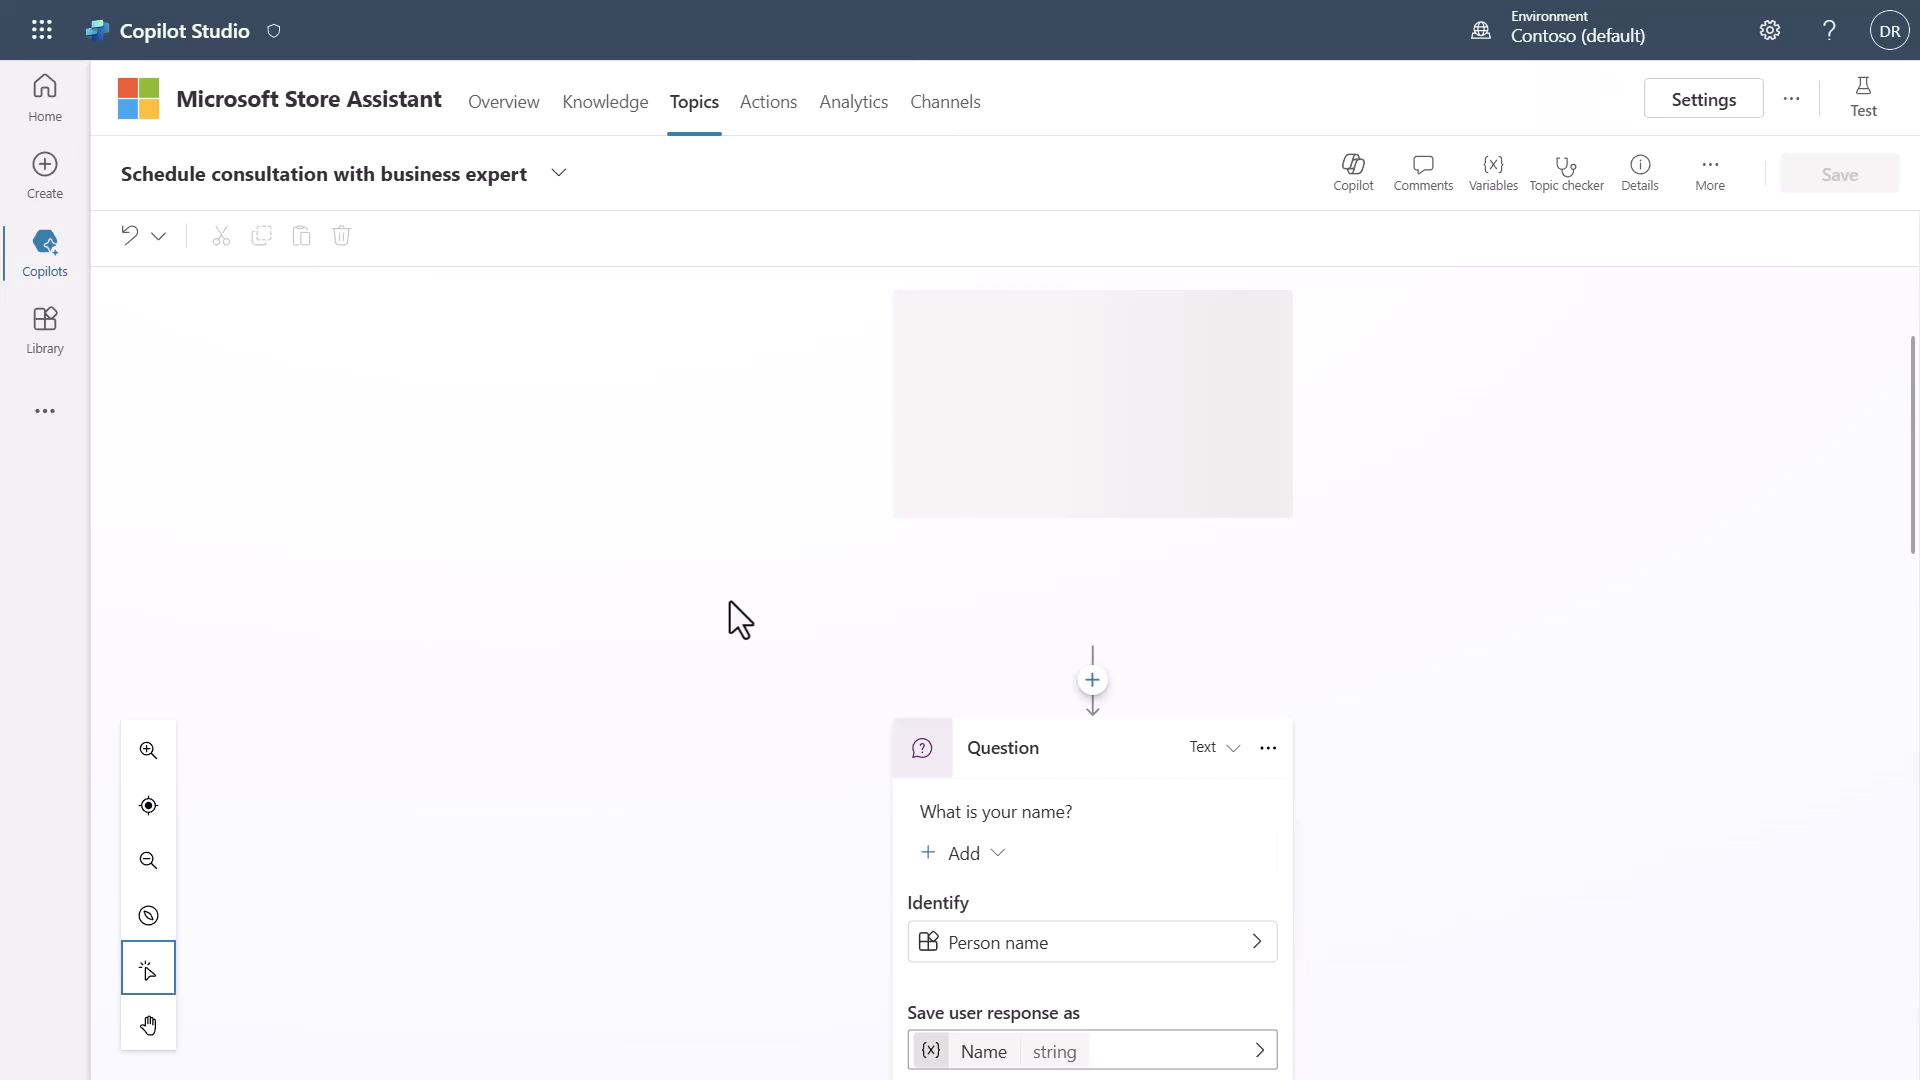 Copilot Studio
Environment
Contoso (default)
DR
Home
Create
Copilots
Library
Microsoft Store Assistant
Overview
Knowledge
Topics
Actions
Analytics
Channels
Settings
Test
Schedule consultation with business expert
Copilot
Comments
Variables
Topic checker
Details
More
Save
Question
Text
What is your name?
Add
Identify
Person name
Save user response as
{x} Name string